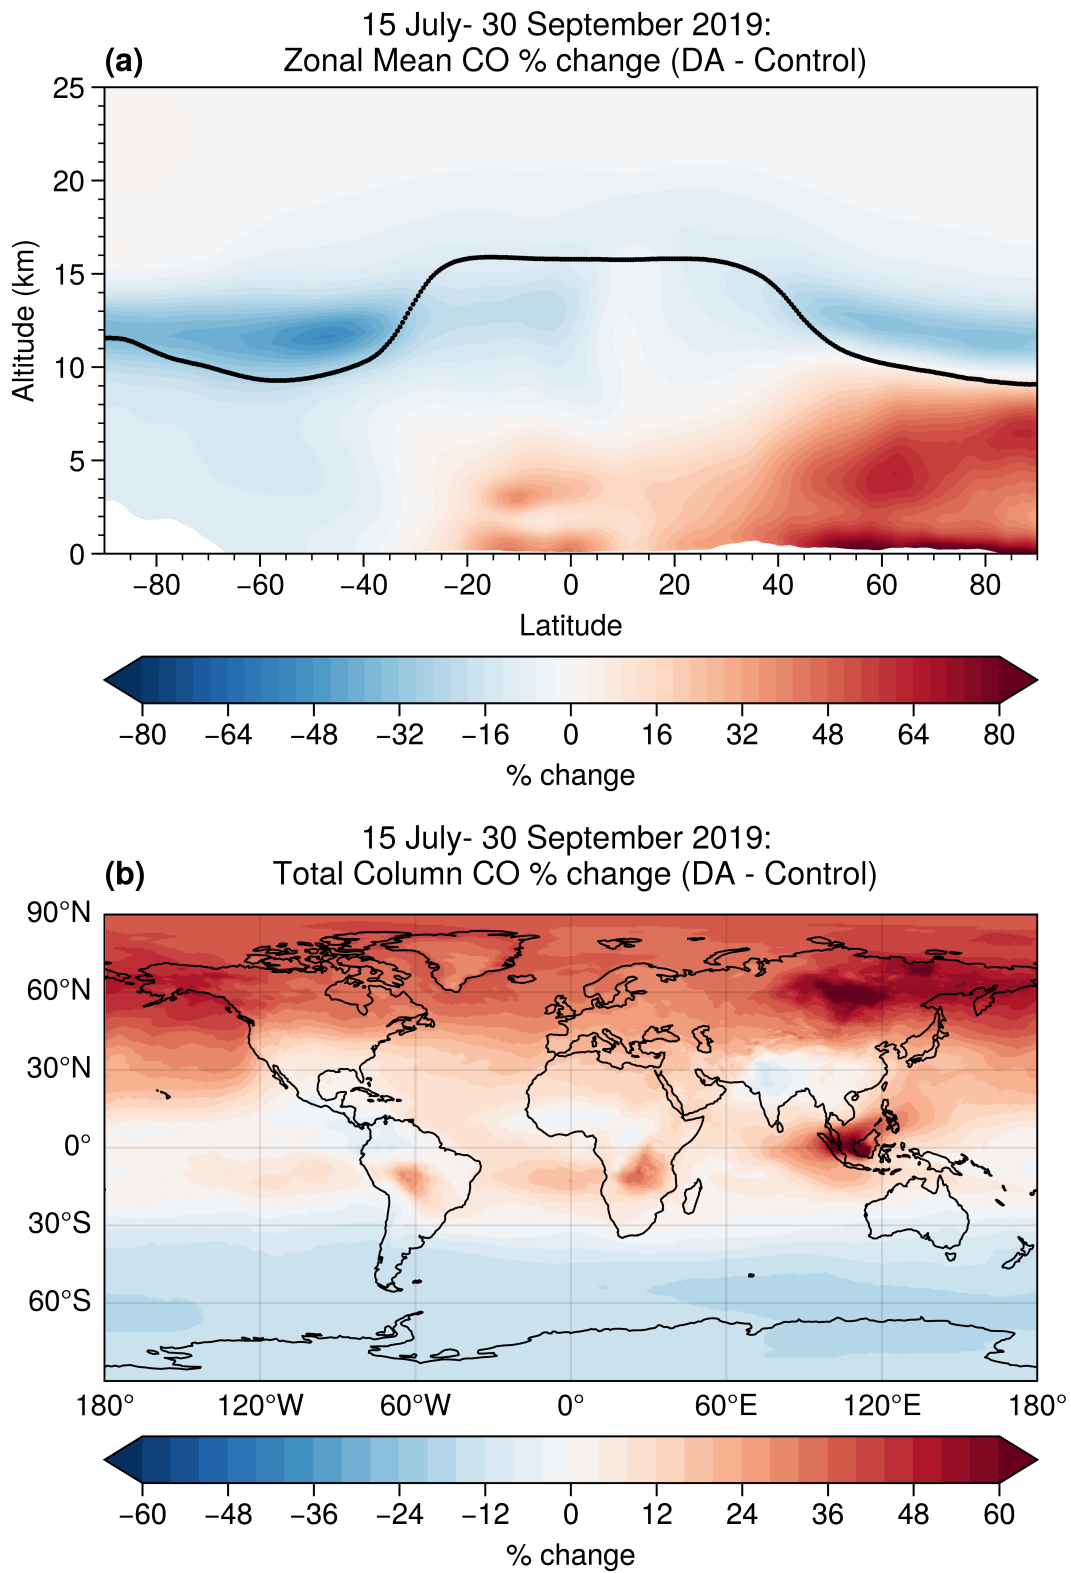 15 July- 30 September 2019:
(a) Zonal Mean CO % change (DA - Control)
25
20
15
10
5
0
Altitude (km)
−80 −60 −40 −20 0 20 40 60 80
Latitude
−80 −64 −48 −32 −16 0 16 32 48 64 80
% change
15 July- 30 September 2019:
(b) Total Column CO % change (DA - Control)
90°N
60°N
30°N
0°
30°S
60°S
180° 120°W 60°W 0° 60°E 120°E 180°
−60 −48 −36 −24 −12 0 12 24 36 48 60
% change